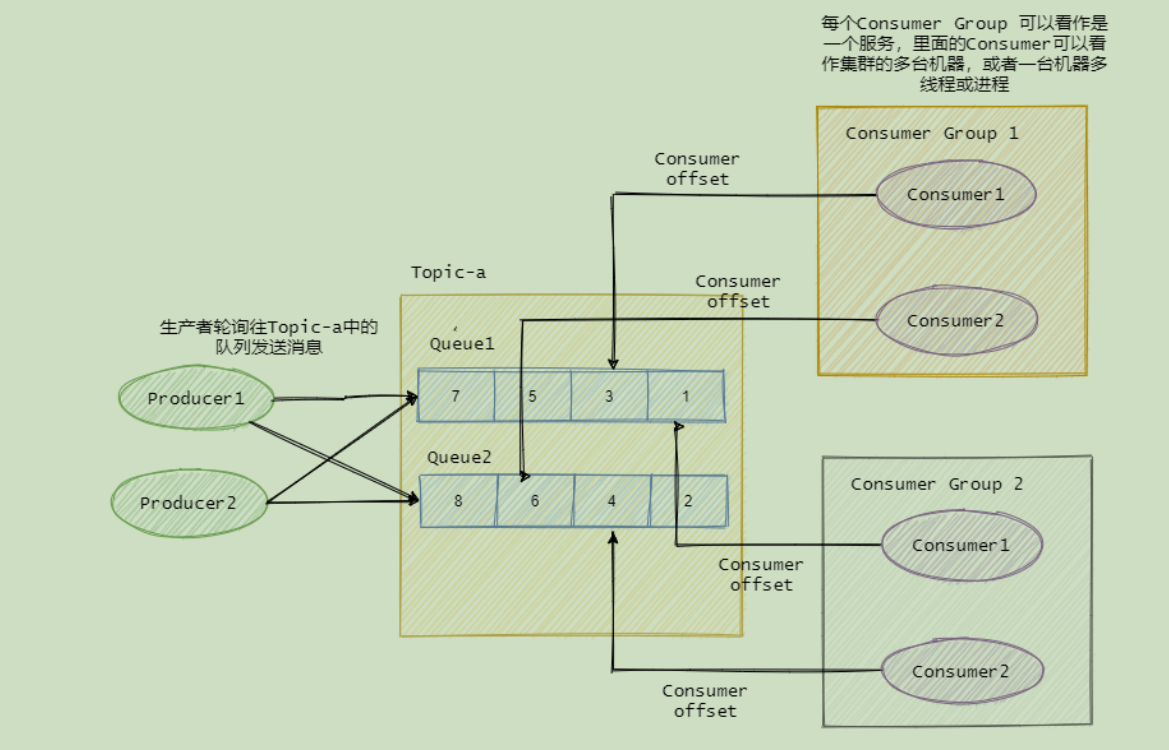 每个Consumer Group 可以看作是
一个服务，里面的Consumer可以看
作集群的多台机器，或者一台机器多
线程或进程
Consumer Group 1
Consumer1
Consumer2
Consumer
offset
Consumer
offset
Topic-a
生产者轮询往Topic-a中的
队列发送消息
Producer1
Producer2
Queue1
7 5 3 1
Queue2
8 6 4 2
Consumer Group 2
Consumer1
Consumer2
Consumer
offset
Consumer
offset